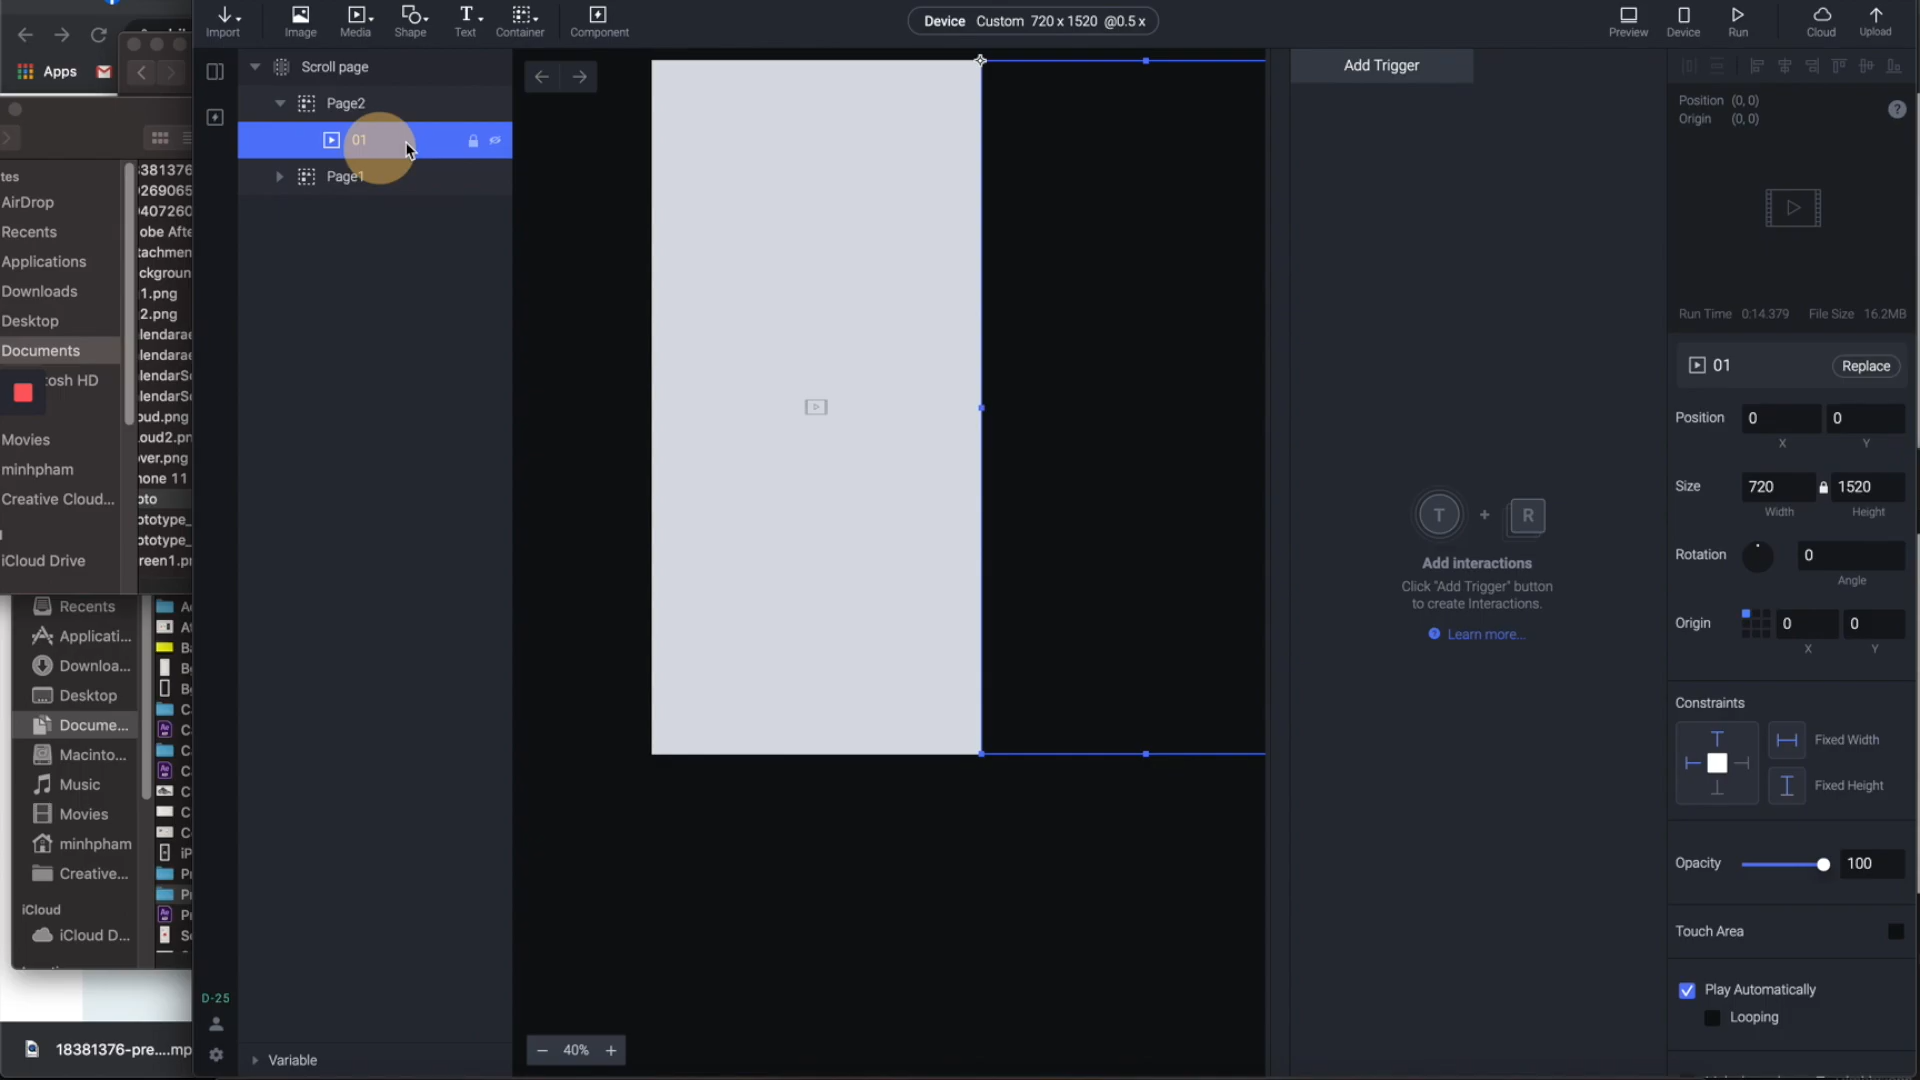 Import
Image
Media
Shape
Text
Container
Component
Device Custom 720 x 1520 @0.5 x
Preview
Device
Run
Cloud
Upload
Apps
Scroll page
Page2
01
Page1
Add Trigger
Position (0, 0)
Origin (0, 0)
Run Time 0:14.379 File Size 16.2MB
01
Replace
Position 0 0
X Y
Size 720 1520
Width Height
Rotation 0
Angle
Origin 0 0
X Y
Constraints
Fixed Width
Fixed Height
Opacity 100
Touch Area
Play Automatically
Looping
T + R
Add interactions
Click "Add Trigger" button
to create Interactions.
Learn more...
tes
AirDrop
Recents
Applications
Downloads
Desktop
Documents
tosh HD
Movies
minhpham
Creative Cloud...
iCloud Drive
1.png
2.png
Recents
Applicati...
Downloa...
Desktop
Docume...
Macinto...
Music
Movies
minhpham
Creative...
iCloud
iCloud D...
D-25
18381376-pre....mp
Variable
40%